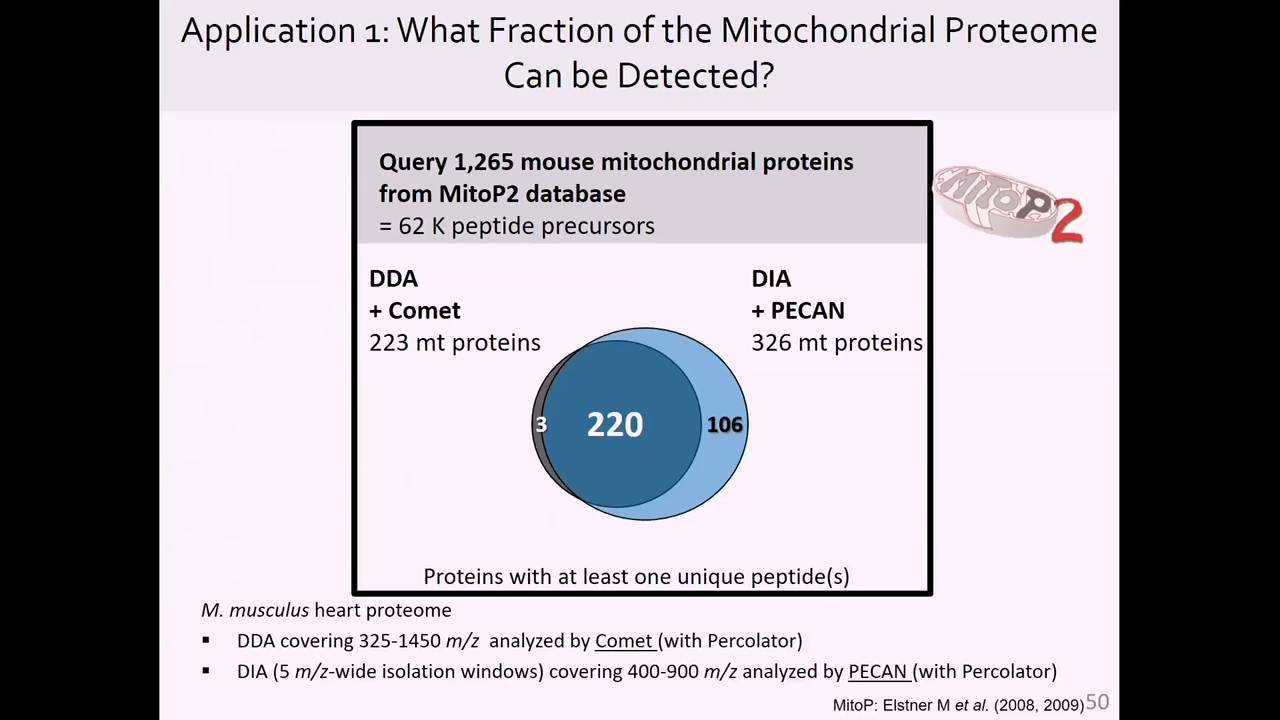 Application 1: What Fraction of the Mitochondrial Proteome
Can be Detected?
Query 1,265 mouse mitochondrial proteins
from MitoP2 database
= 62 K peptide precursors
MiToP2
DDA
+ Comet
223 mt proteins
DIA
+ PECAN
326 mt proteins
3
220
106
Proteins with at least one unique peptide(s)
M. musculus heart proteome
▪ DDA covering 325-1450 m/z analyzed by Comet (with Percolator)
▪ DIA (5 m/z-wide isolation windows) covering 400-900 m/z analyzed by PECAN (with Percolator)
MitoP: Elstner M et al. (2008, 2009)
50